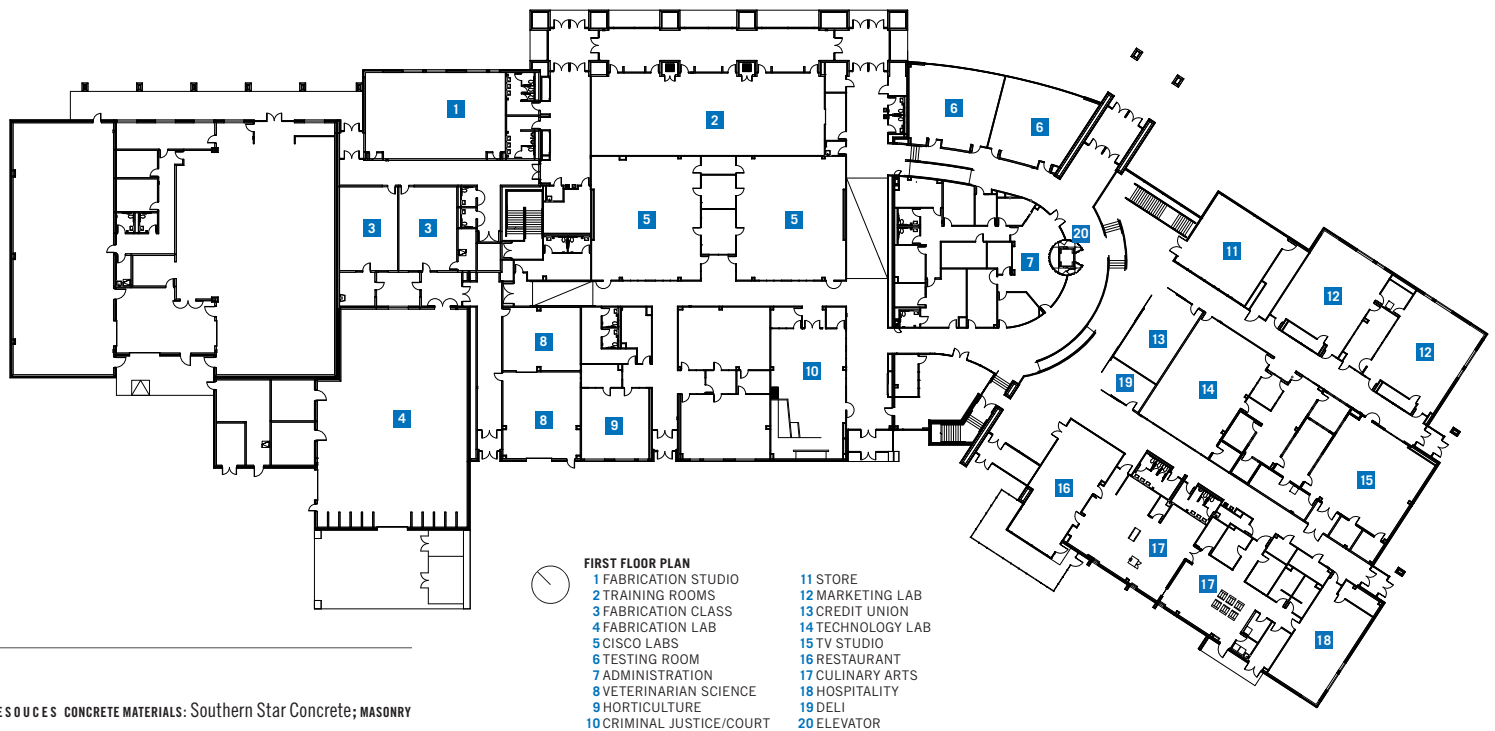 1
2
6
6
3
3
5
5
20
7
11
12
12
13
19
14
8
10
8
9
4
16
15
17
17
18
FIRST FLOOR PLAN
1 FABRICATION STUDIO
2 TRAINING ROOMS
3 FABRICATION CLASS
4 FABRICATION LAB
5 CISCO LABS
6 TESTING ROOM
7 ADMINISTRATION
8 VETERINARIAN SCIENCE
9 HORTICULTURE
10 CRIMINAL JUSTICE/COURT
11 STORE
12 MARKETING LAB
13 CREDIT UNION
14 TECHNOLOGY LAB
15 TV STUDIO
16 RESTAURANT
17 CULINARY ARTS
18 HOSPITALITY
19 DELI
20 ELEVATOR
ESOUCES CONCRETE MATERIALS: Southern Star Concrete; MASONRY